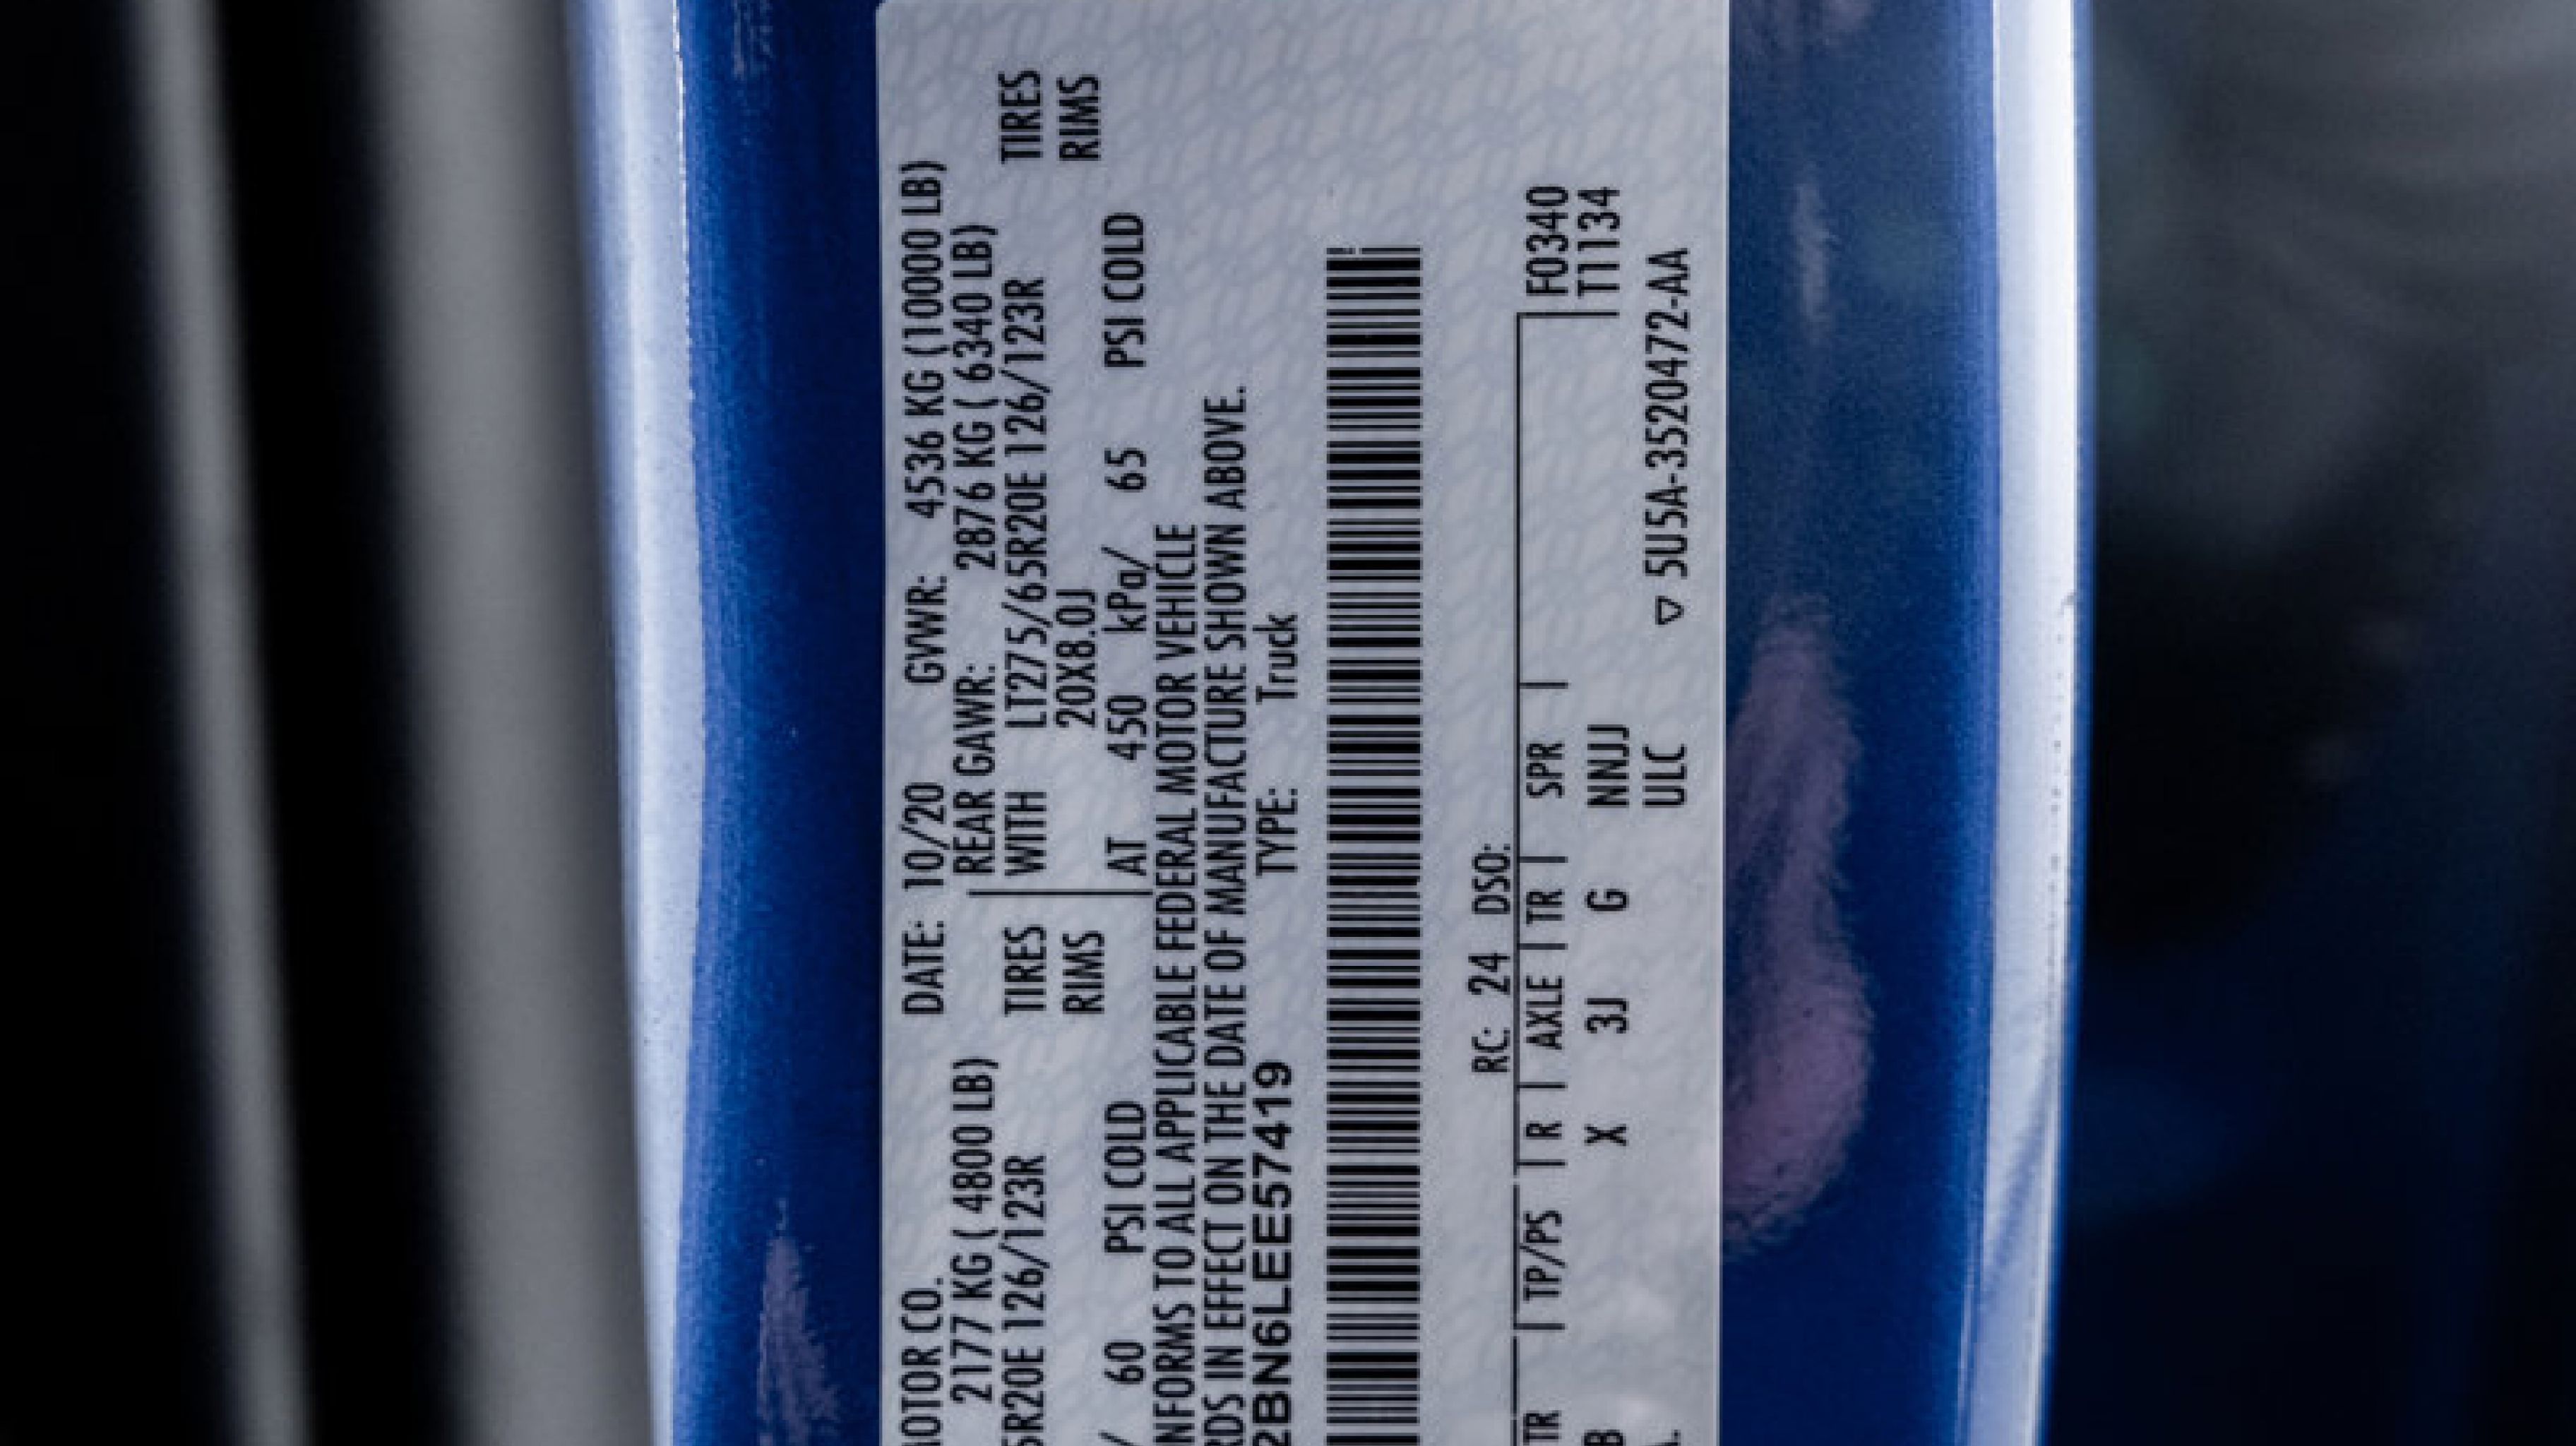 MOTOR CO. DATE: 10/20 GVWR: 4536 KG (10000 LB)
2177 KG ( 4800 LB) REAR GAWR: 2876 KG ( 6340 LB)
5R20E 126/123R TIRES WITH LT275/65R20E 126/123R TIRES
RIMS 20X8.0J RIMS
/ 60 PSI COLD AT 450 kPa/ 65 PSI COLD
NFORMS TO ALL APPLICABLE FEDERAL MOTOR VEHICLE
RDS IN EFFECT ON THE DATE OF MANUFACTURE SHOWN ABOVE.
2BN6LEE57419 TYPE: Truck
RC: 24 DSO:
TR | TP/PS | R | AXLE | TR | SPR | F0340
B X 3J G NNJJ T1134
ULC ▽ 5U5A-3520472-AA